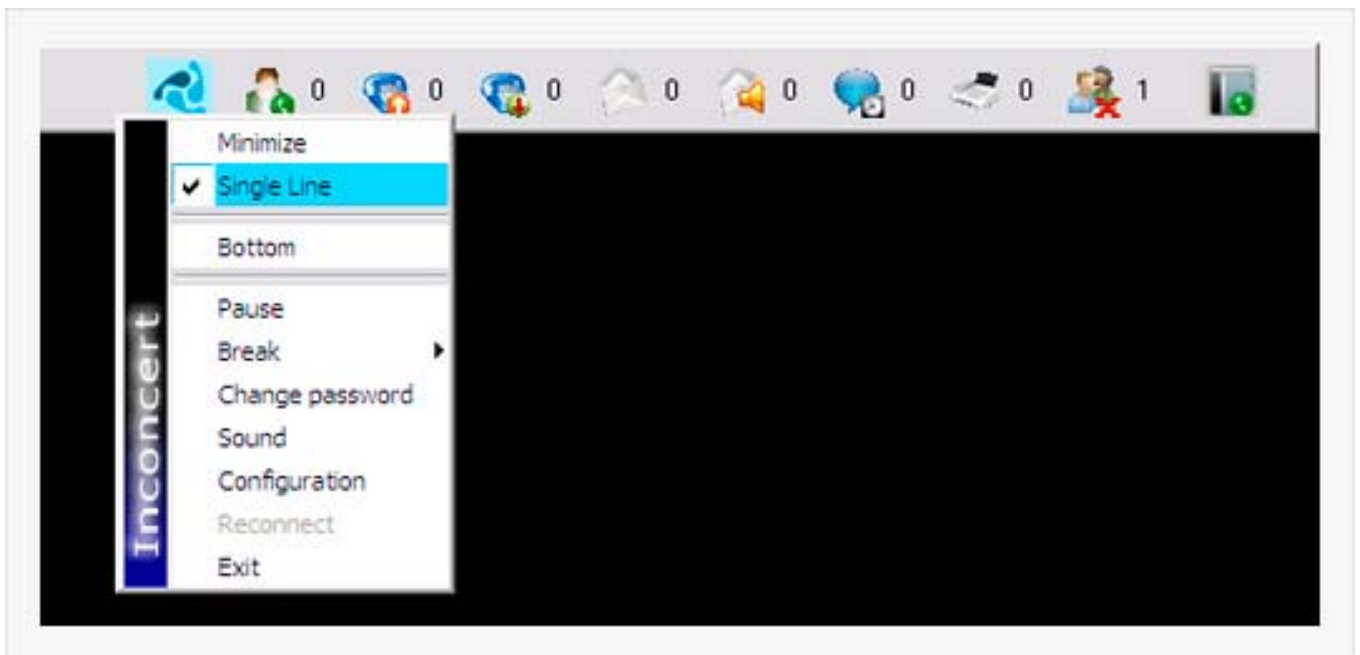 0 0 0 0 0 0 0 1
Minimize
Single Line
Bottom
Pause
Break
Change password
Sound
Configuration
Reconnect
Exit
Inconcert